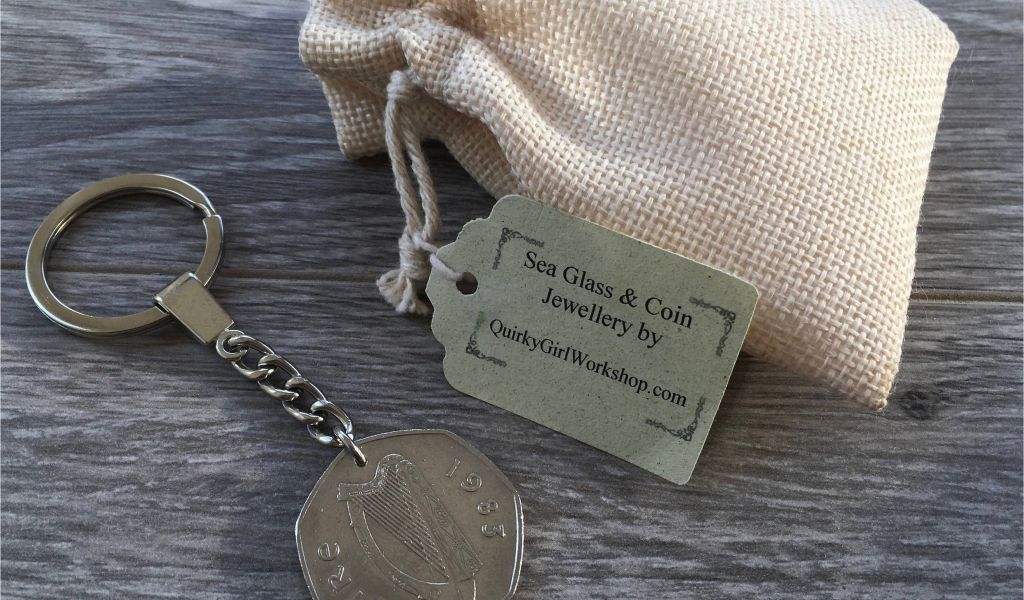 Sea Glass & Coin
Jewellery by
QuirkyGirlWorkshop.com
1983